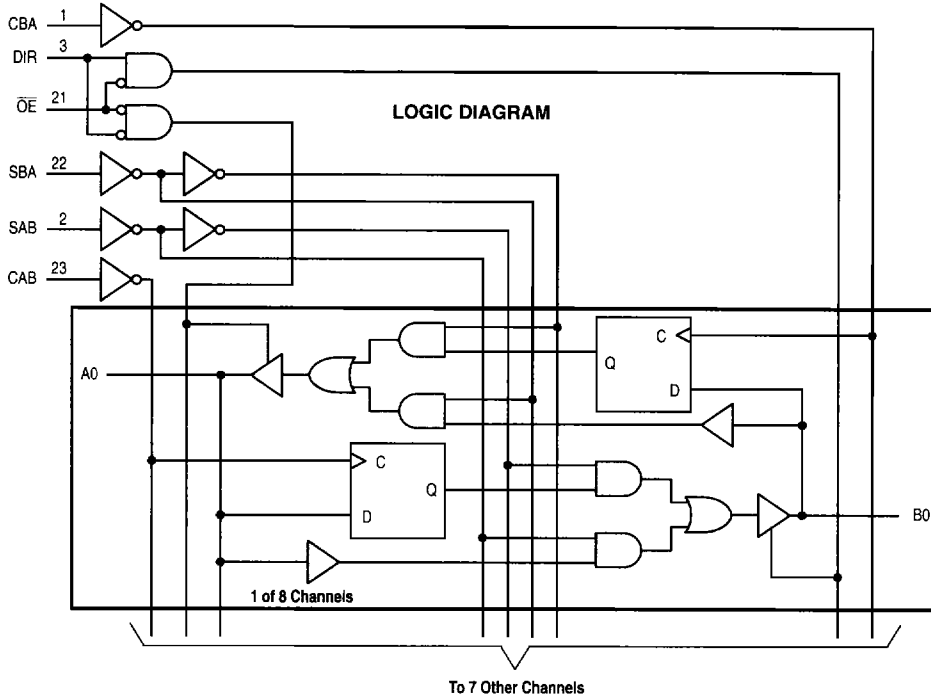 CBA 1
DIR 3
OE 21
LOGIC DIAGRAM
SBA 22
SAB 2
CAB 23
C
A0
Q
D
C
Q
D
B0
1 of 8 Channels
To 7 Other Channels